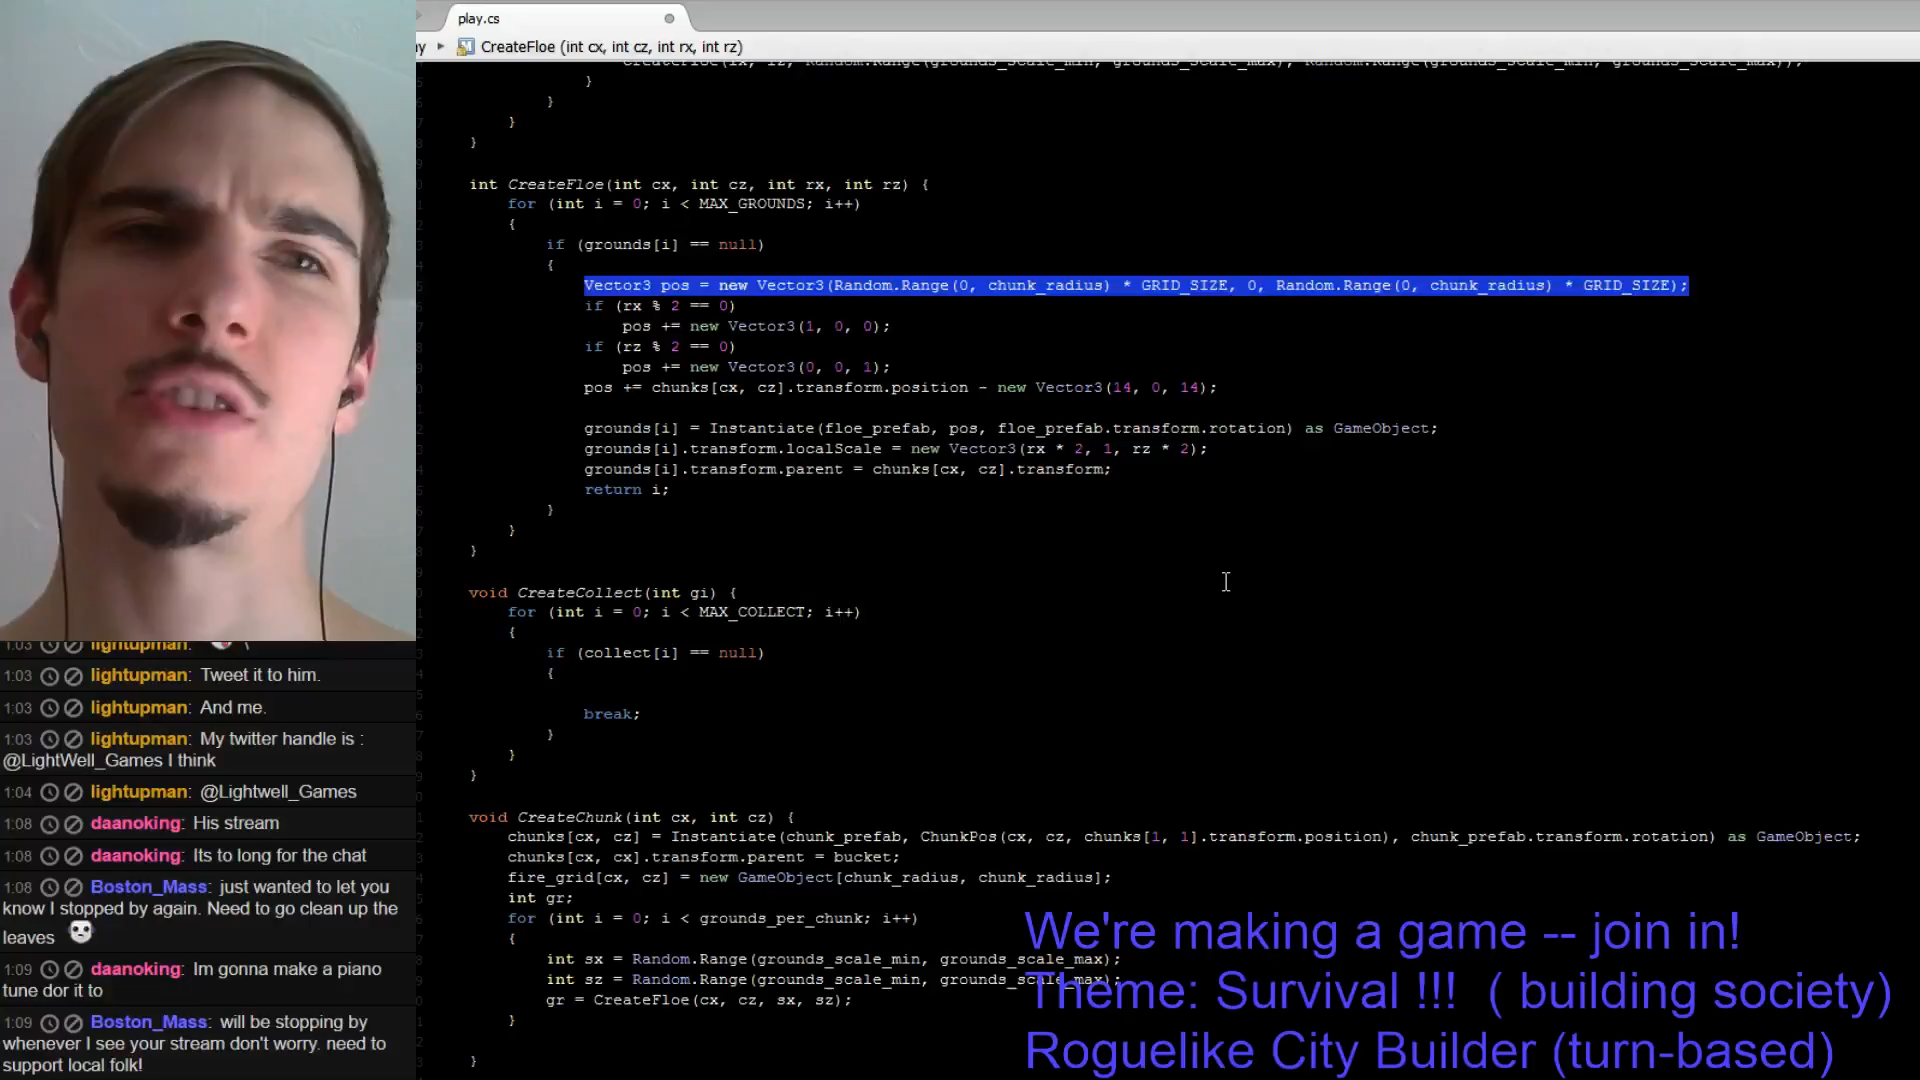 play.cs
CreateFloe (int cx, int cz, int rx, int rz)
}
}
}
}
int CreateFloe(int cx, int cz, int rx, int rz) {
for (int i = 0; i < MAX_GROUNDS; i++)
{
if (grounds[i] == null)
{
Vector3 pos = new Vector3(Random.Range(0, chunk_radius) * GRID_SIZE, 0, Random.Range(0, chunk_radius) * GRID_SIZE);
if (rx % 2 == 0)
pos += new Vector3(1, 0, 0);
if (rz % 2 == 0)
pos += new Vector3(0, 0, 1);
pos += chunks[cx, cz].transform.position - new Vector3(14, 0, 14);
grounds[i] = Instantiate(floe_prefab, pos, floe_prefab.transform.rotation) as GameObject;
grounds[i].transform.localScale = new Vector3(rx * 2, 1, rz * 2);
grounds[i].transform.parent = chunks[cx, cz].transform;
return i;
}
}
}
void CreateCollect(int gi) {
for (int i = 0; i < MAX_COLLECT; i++)
{
if (collect[i] == null)
{
break;
}
}
}
void CreateChunk(int cx, int cz) {
chunks[cx, cz] = Instantiate(chunk_prefab, ChunkPos(cx, cz, chunks[1, 1].transform.position), chunk_prefab.transform.rotation) as GameObject;
chunks[cx, cx].transform.parent = bucket;
fire_grid[cx, cz] = new GameObject[chunk_radius, chunk_radius];
int gr;
for (int i = 0; i < grounds_per_chunk; i++)
{
int sx = Random.Range(grounds_scale_min, grounds_scale_max);
int sz = Random.Range(grounds_scale_min, grounds_scale_max);
gr = CreateFloe(cx, cz, sx, sz);
}
}
1:03 lightupman:
1:03 lightupman: Tweet it to him.
1:03 lightupman: And me.
1:03 lightupman: My twitter handle is :
@LightWell_Games I think
1:04 lightupman: @Lightwell_Games
1:08 daanoking: His stream
1:08 daanoking: Its to long for the chat
1:08 Boston_Mass: just wanted to let you
know I stopped by again. Need to go clean up the
leaves
1:09 daanoking: Im gonna make a piano
tune dor it to
1:09 Boston_Mass: will be stopping by
whenever I see your stream don't worry. need to
support local folk!
We're making a game -- join in!
Theme: Survival !!! ( building society)
Roguelike City Builder (turn-based)